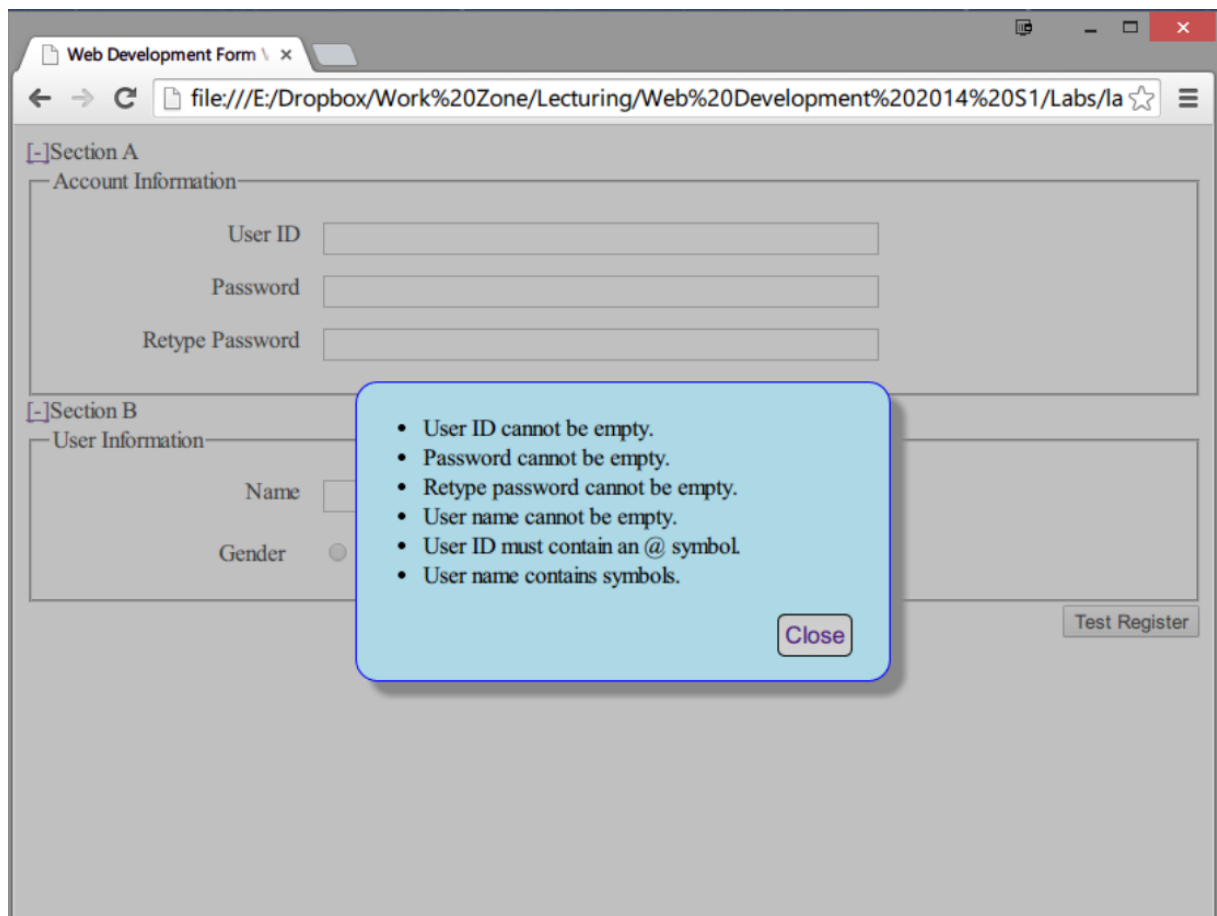 Web Development Form
file:///E:/Dropbox/Work%20Zone/Lecturing/Web%20Development%202014%20S1/Labs/la
[-]Section A
Account Information
User ID
Password
Retype Password
[-]Section B
User Information
Name
Gender
• User ID cannot be empty.
• Password cannot be empty.
• Retype password cannot be empty.
• User name cannot be empty.
• User ID must contain an @ symbol.
• User name contains symbols.
Close
Test Register